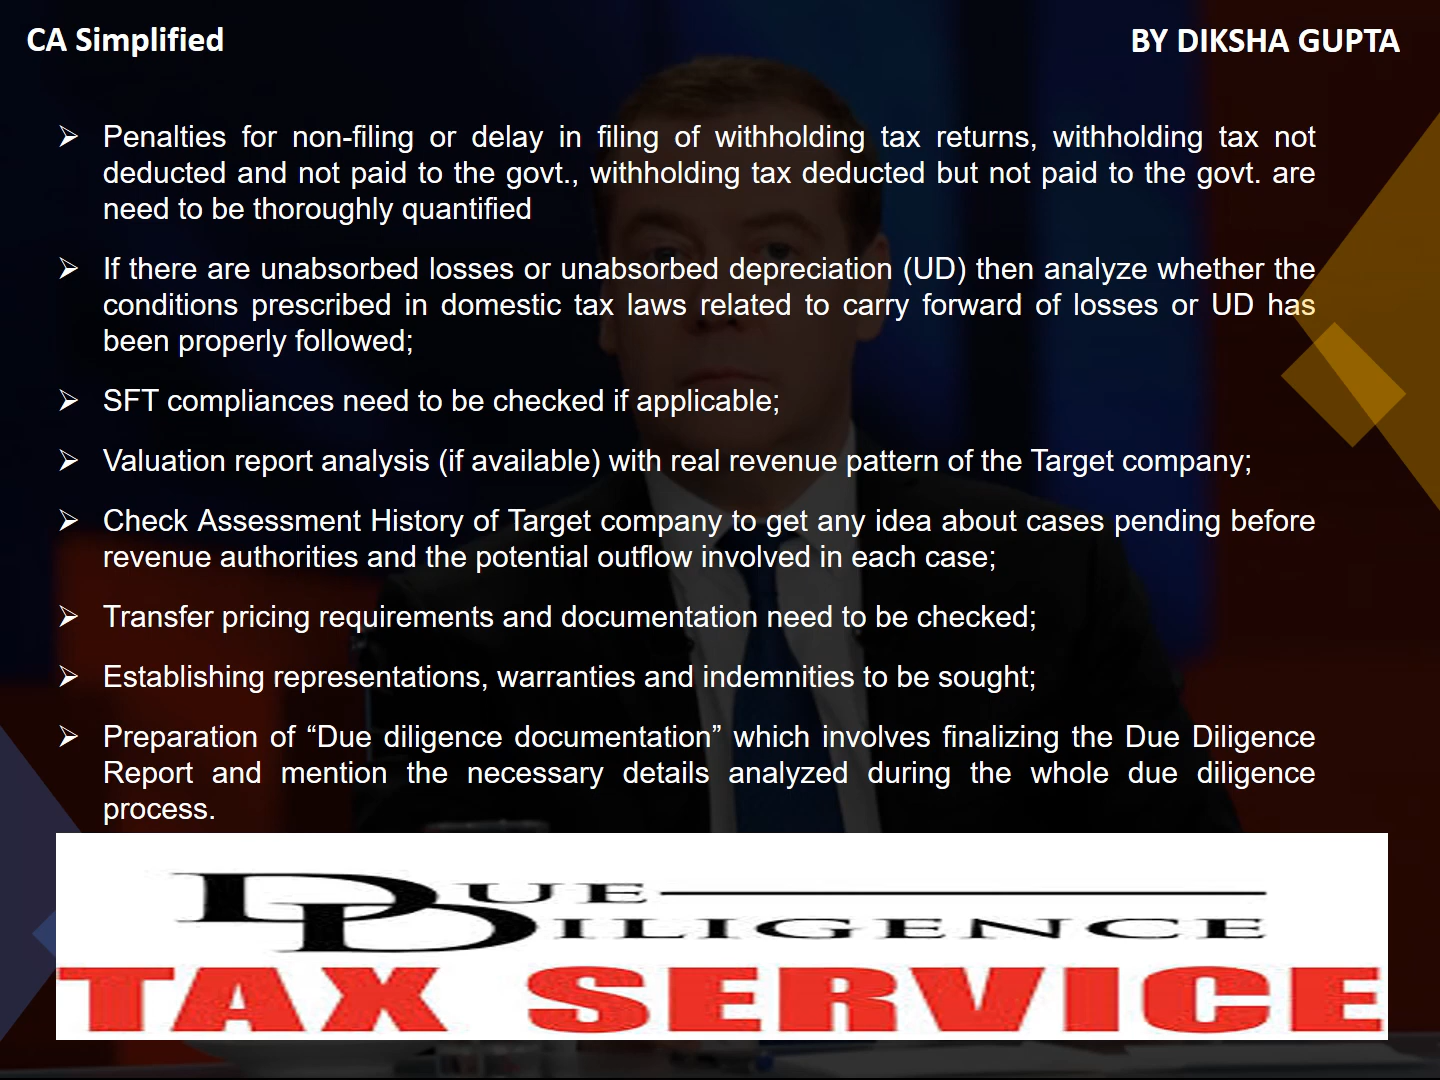 CA Simplified
BY DIKSHA GUPTA
➢ Penalties for non-filing or delay in filing of withholding tax returns, withholding tax not
deducted and not paid to the govt., withholding tax deducted but not paid to the govt. are
need to be thoroughly quantified
➢ If there are unabsorbed losses or unabsorbed depreciation (UD) then analyze whether the
conditions prescribed in domestic tax laws related to carry forward of losses or UD has
been properly followed;
➢ SFT compliances need to be checked if applicable;
➢ Valuation report analysis (if available) with real revenue pattern of the Target company;
➢ Check Assessment History of Target company to get any idea about cases pending before
revenue authorities and the potential outflow involved in each case;
➢ Transfer pricing requirements and documentation need to be checked;
➢ Establishing representations, warranties and indemnities to be sought;
➢ Preparation of “Due diligence documentation” which involves finalizing the Due Diligence
Report and mention the necessary details analyzed during the whole due diligence
process.
DUE
DILIGENCE
TAX SERVICE